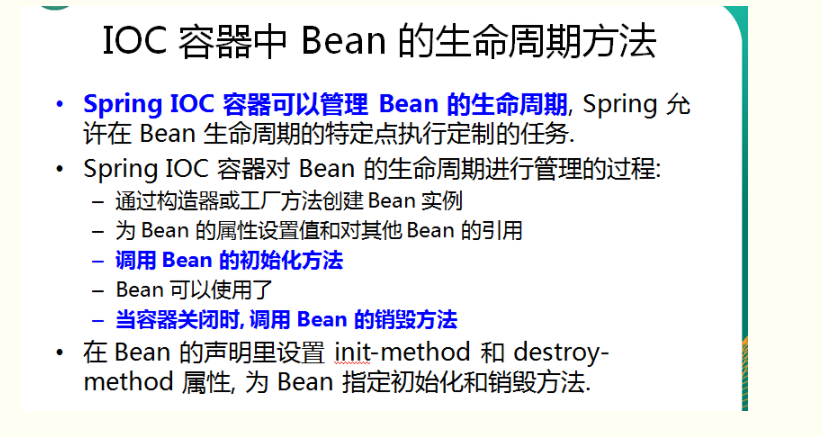 IOC 容器中 Bean 的生命周期方法
• Spring IOC 容器可以管理 Bean 的生命周期, Spring 允
许在 Bean 生命周期的特定点执行定制的任务.
• Spring IOC 容器对 Bean 的生命周期进行管理的过程:
– 通过构造器或工厂方法创建 Bean 实例
– 为 Bean 的属性设置值和对其他 Bean 的引用
– 调用 Bean 的初始化方法
– Bean 可以使用了
– 当容器关闭时, 调用 Bean 的销毁方法
• 在 Bean 的声明里设置 init-method 和 destroy-
method 属性, 为 Bean 指定初始化和销毁方法.